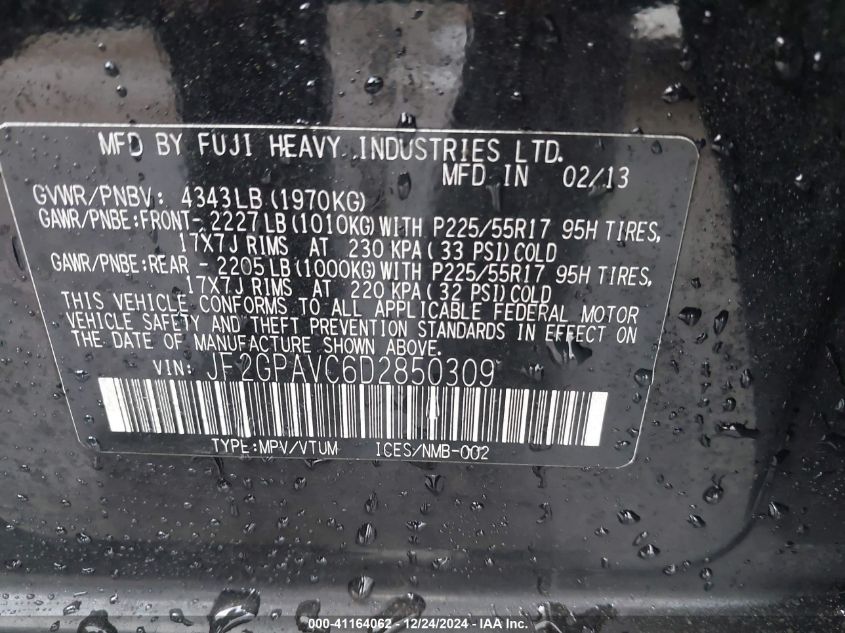 MFD BY FUJI HEAVY INDUSTRIES LTD.
MFD IN 02/13
GVWR/PNBV: 4343LB (1970KG)
GAWR/PNBE:FRONT- 2227LB (1010KG) WITH P225/55R17 95H TIRES,
17X7J RIMS AT 230 KPA (33 PSI) COLD
GAWR/PNBE:REAR - 2205LB (1000KG) WITH P225/55R17 95H TIRES,
17X7J RIMS AT 220 KPA (32 PSI) COLD
THIS VEHICLE CONFORMS TO ALL APPLICABLE FEDERAL MOTOR
VEHICLE SAFETY AND THEFT PREVENTION STANDARDS IN EFFECT ON
THE DATE OF MANUFACTURE SHOWN ABOVE.
VIN: JF2GPAVC6D2850309
TYPE:MPV/VTUM ICES/NMB-002
000-41164062 - 12/24/2024 - IAA Inc.